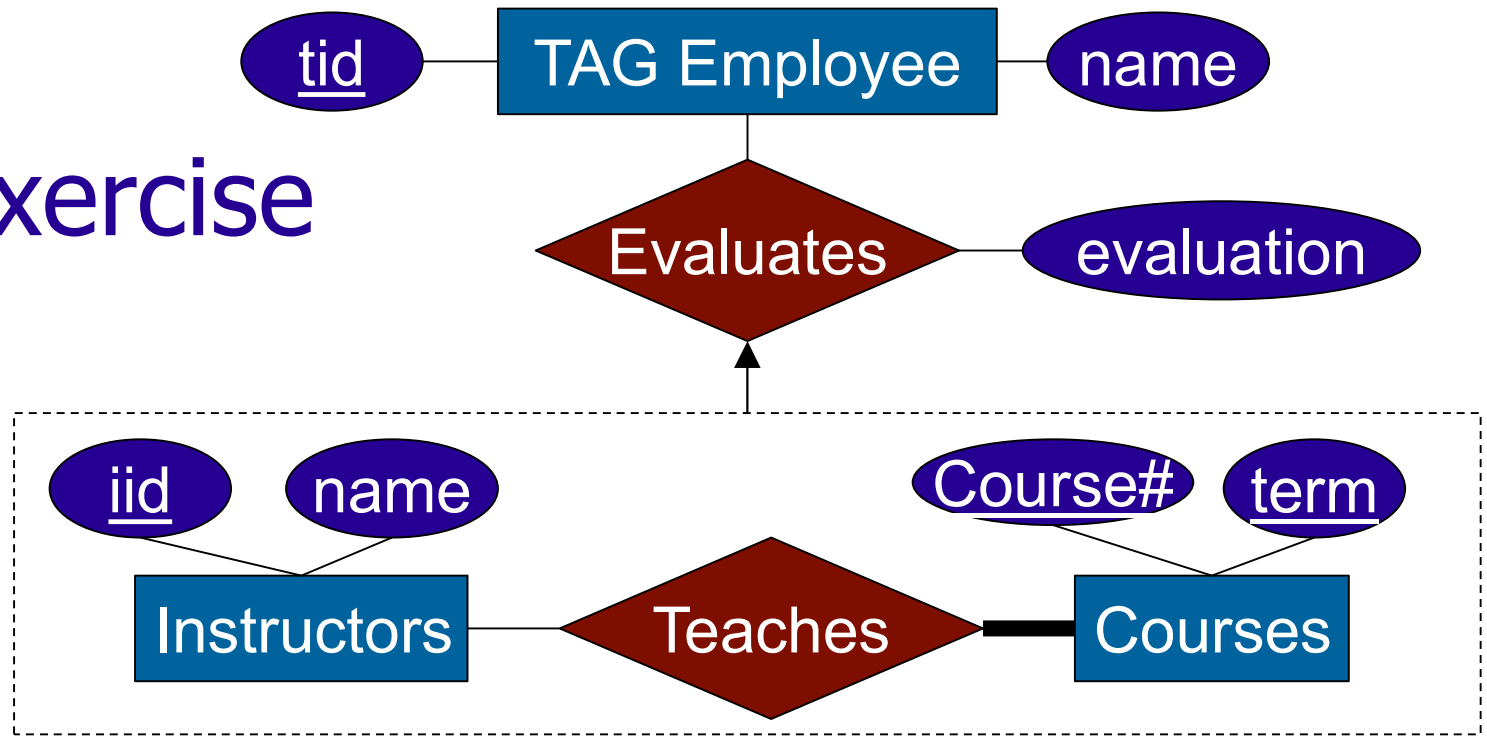 tid
TAG Employee
name
xercise
Evaluates
evaluation
iid
name
Course#
term
Instructors
Teaches
Courses